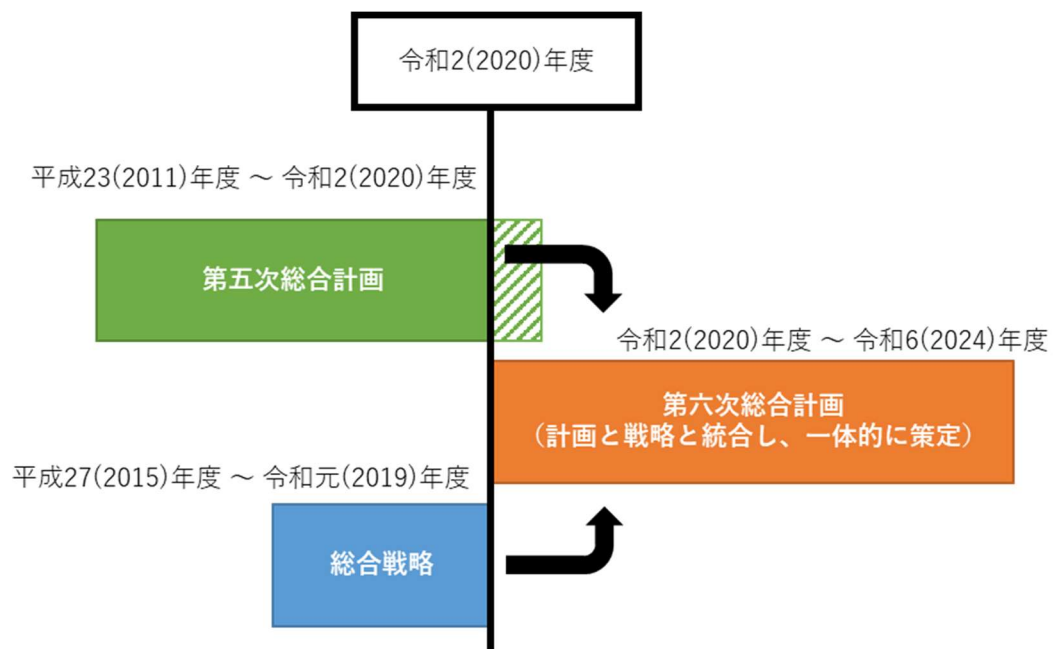 令和2(2020)年度
平成23(2011)年度 ～ 令和2(2020)年度
第五次総合計画
令和2(2020)年度 ～ 令和6(2024)年度
第六次総合計画
（計画と戦略と統合し、一体的に策定）
平成27(2015)年度 ～ 令和元(2019)年度
総合戦略